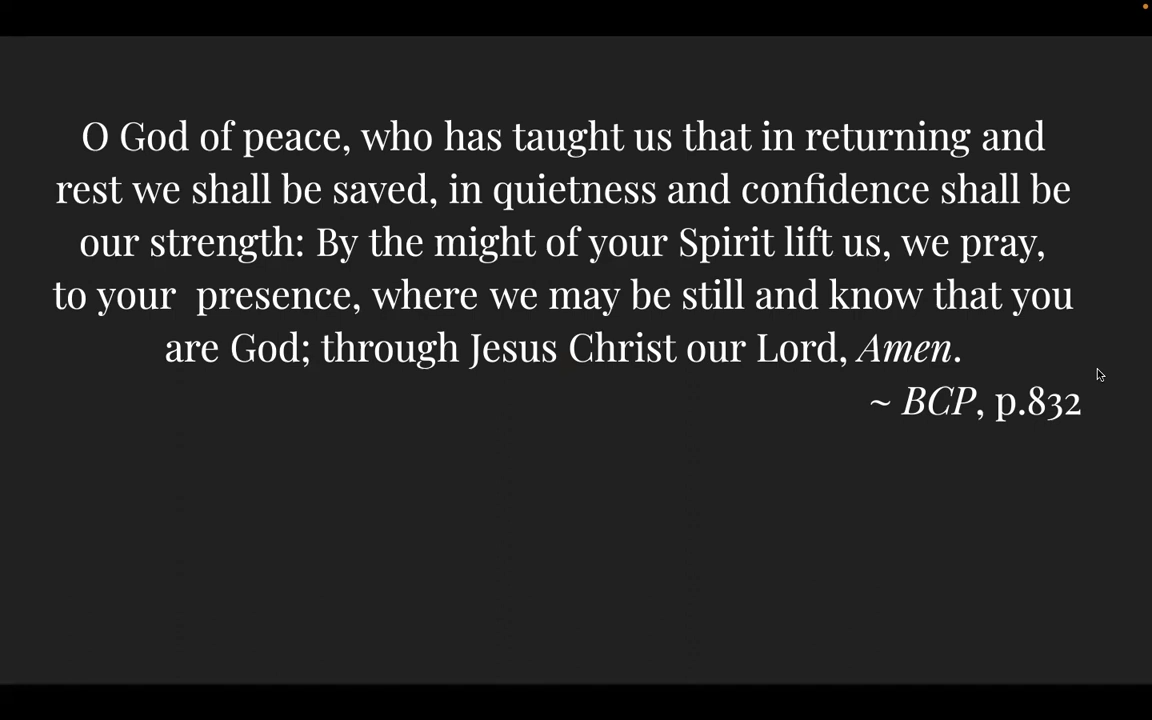 O God of peace, who has taught us that in returning and
rest we shall be saved, in quietness and confidence shall be
our strength: By the might of your Spirit lift us, we pray,
to your  presence, where we may be still and know that you
are God; through Jesus Christ our Lord, Amen.
~ BCP, p.832